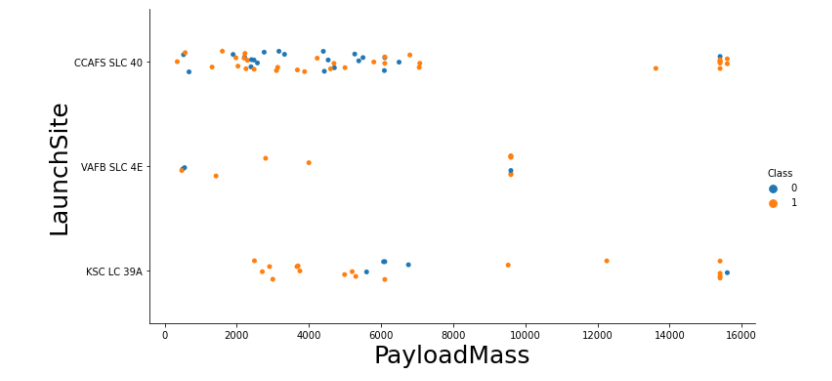 LaunchSite
CCAFS SLC 40
VAFB SLC 4E
KSC LC 39A
0 2000 4000 6000 8000 10000 12000 14000 16000
PayloadMass
Class
0
1